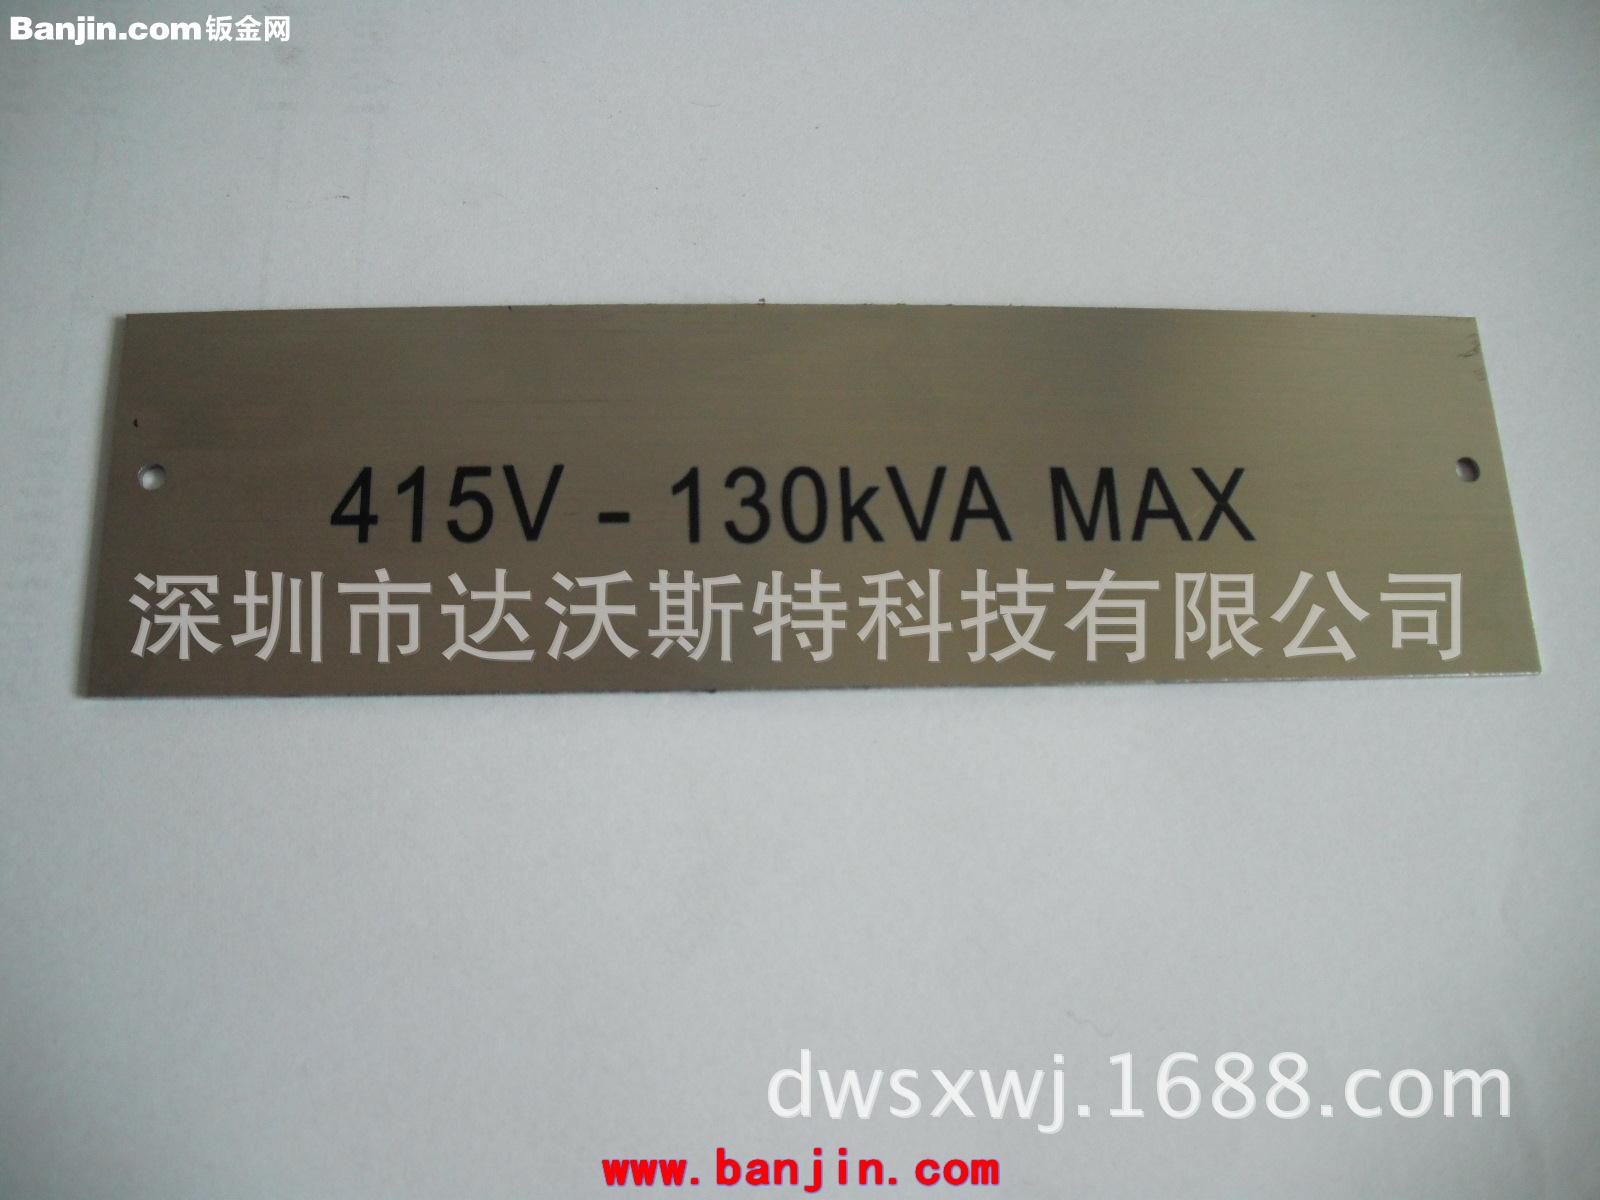 Banjin.com钣金网
415V - 130kVA MAX
深圳市达沃斯特科技有限公司
dwsxwj.1688.com
www.banjin.com